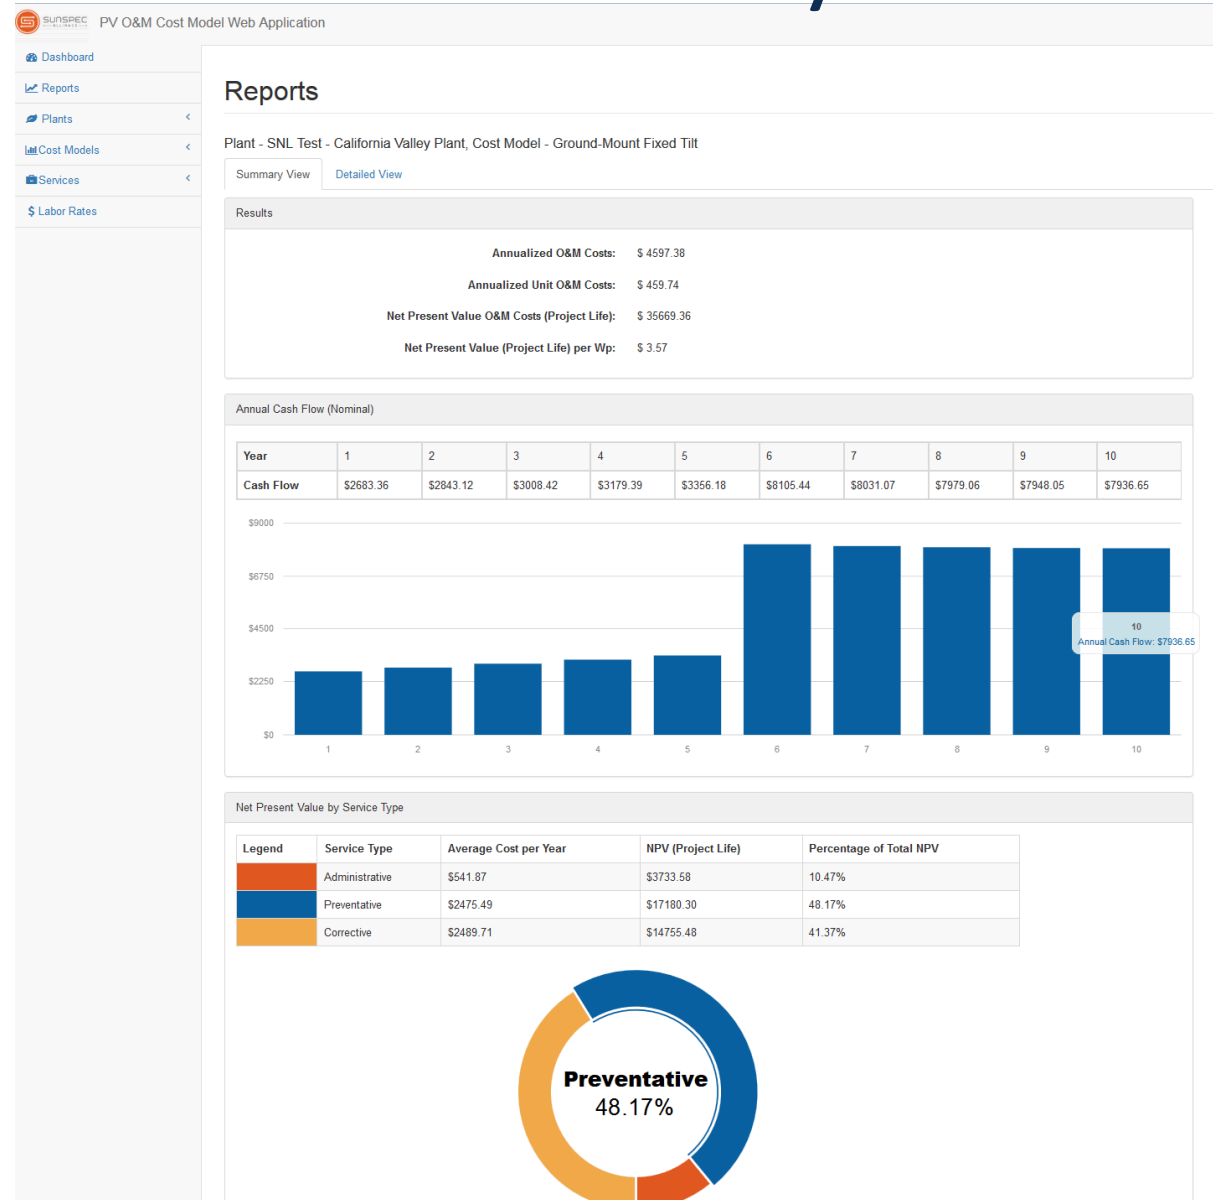 SUNSPEC PV O&M Cost Model Web Application
Dashboard
Reports
Plants
Cost Models
Services
$ Labor Rates
Reports
Plant - SNL Test - California Valley Plant, Cost Model - Ground-Mount Fixed Tilt
Summary View Detailed View
Results
Annualized O&M Costs: $ 4597.38
Annualized Unit O&M Costs: $ 459.74
Net Present Value O&M Costs (Project Life): $ 35669.36
Net Present Value (Project Life) per Wp: $ 3.57
Annual Cash Flow (Nominal)
Year 1 2 3 4 5 6 7 8 9 10
Cash Flow $2683.36 $2843.12 $3008.42 $3179.39 $3356.18 $8105.44 $8031.07 $7979.06 $7948.05 $7936.65
$9000
$6750
$4500
$2250
$0
10
Annual Cash Flow: $7936.65
1 2 3 4 5 6 7 8 9 10
Net Present Value by Service Type
Legend Service Type Average Cost per Year NPV (Project Life) Percentage of Total NPV
Administrative $541.87 $3733.58 10.47%
Preventative $2475.49 $17180.30 48.17%
Corrective $2489.71 $14755.48 41.37%
Preventative
48.17%